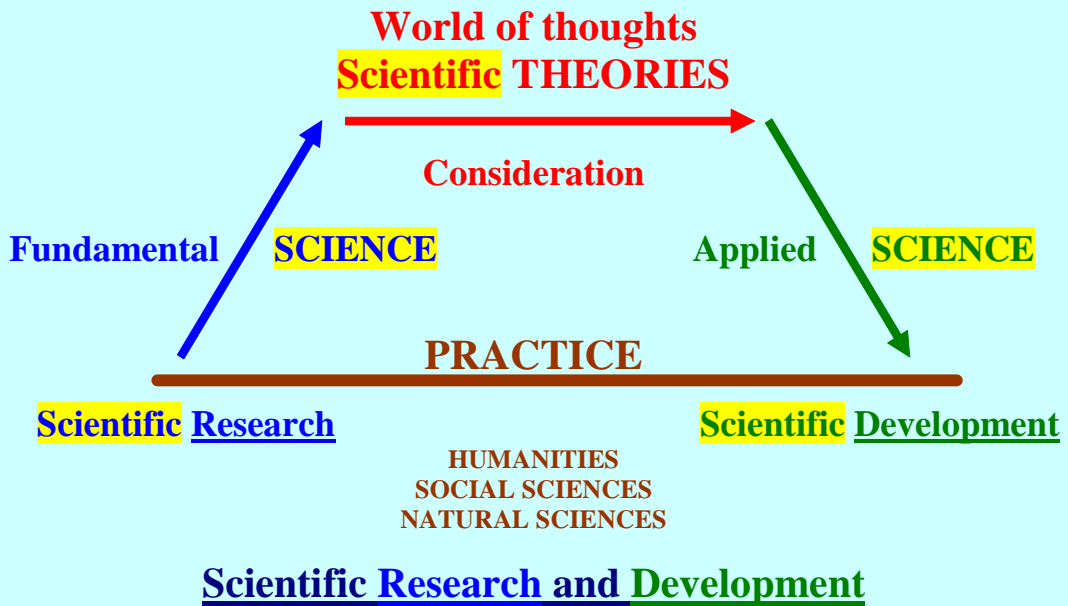 World of thoughts
Scientific THEORIES
Consideration
Fundamental SCIENCE
Applied SCIENCE
PRACTICE
Scientific Research
Scientific Development
HUMANITIES
SOCIAL SCIENCES
NATURAL SCIENCES
Scientific Research and Development